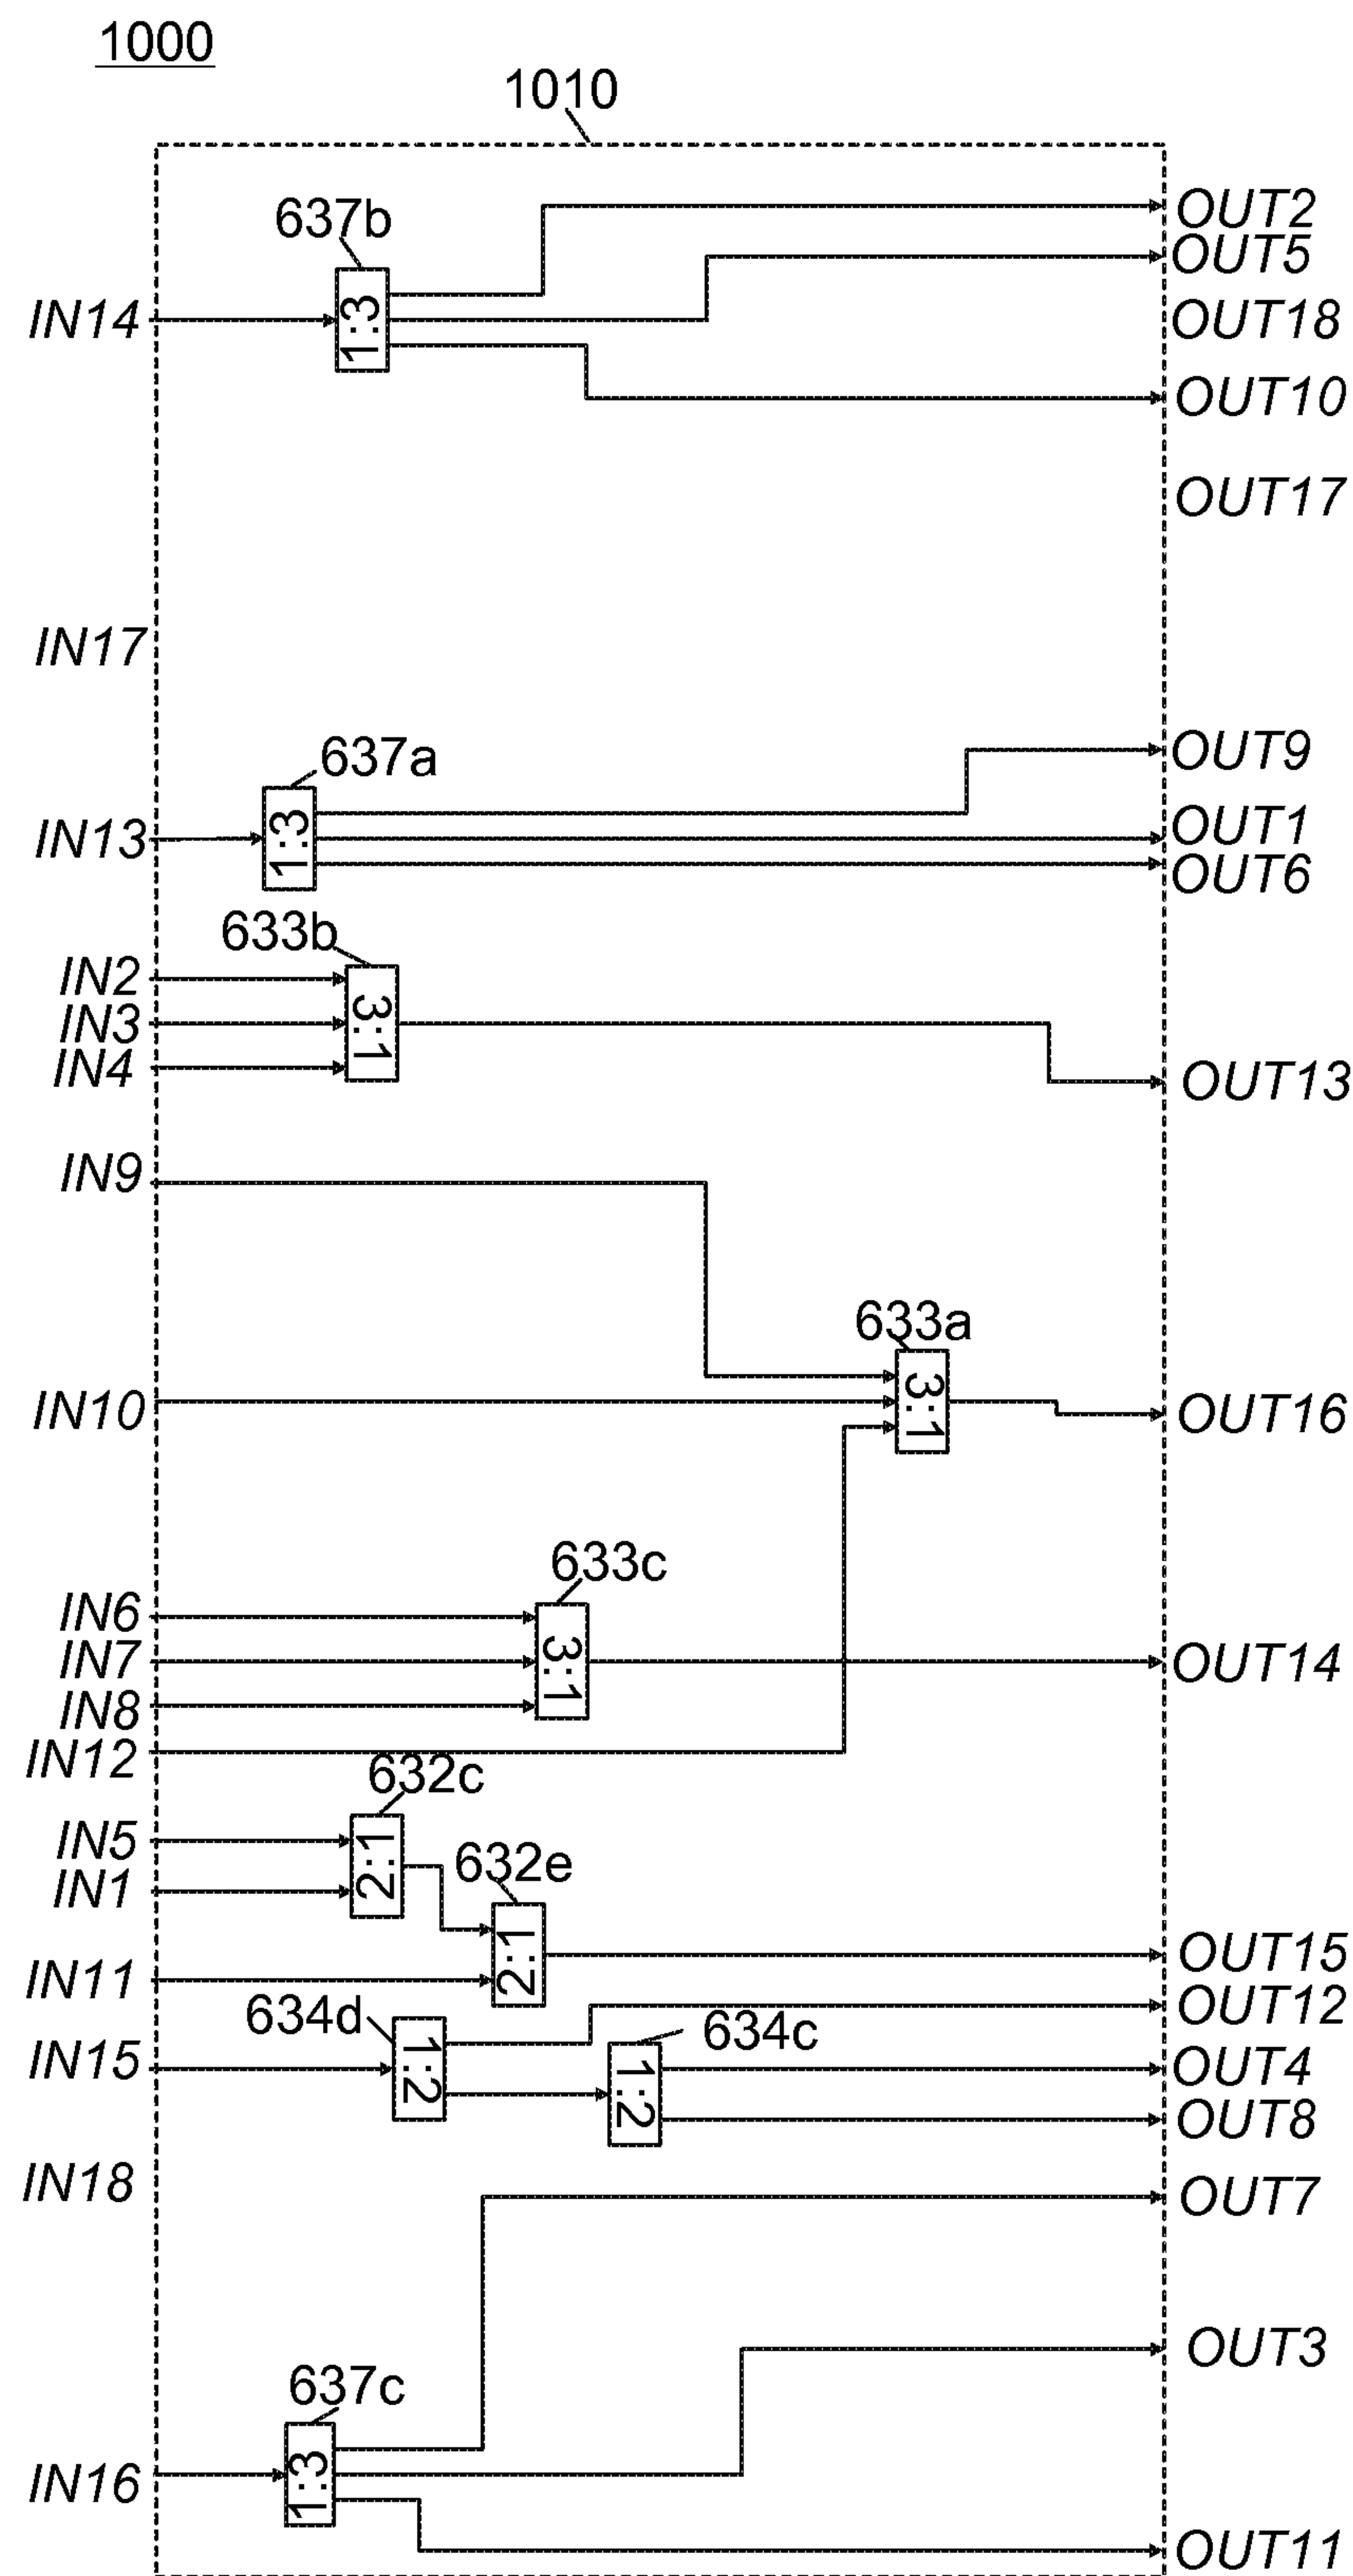 1000
1010
OUT2
637b
OUT5
IN14
1:3
OUT18
OUT10
OUT17
IN17
OUT9
637a
IN13
1:3
OUT1
OUT6
633b
IN2
IN3
3:1
IN4
OUT13
IN9
633a
IN10
3:1
OUT16
633c
IN6
IN7
3:1
OUT14
IN8
IN12
632c
IN5
2:1
632e
IN1
2:1
OUT15
IN11
634d
OUT12
634c
IN15
1:2
1:2
OUT4
OUT8
IN18
OUT7
OUT3
637c
IN16
1:3
OUT11